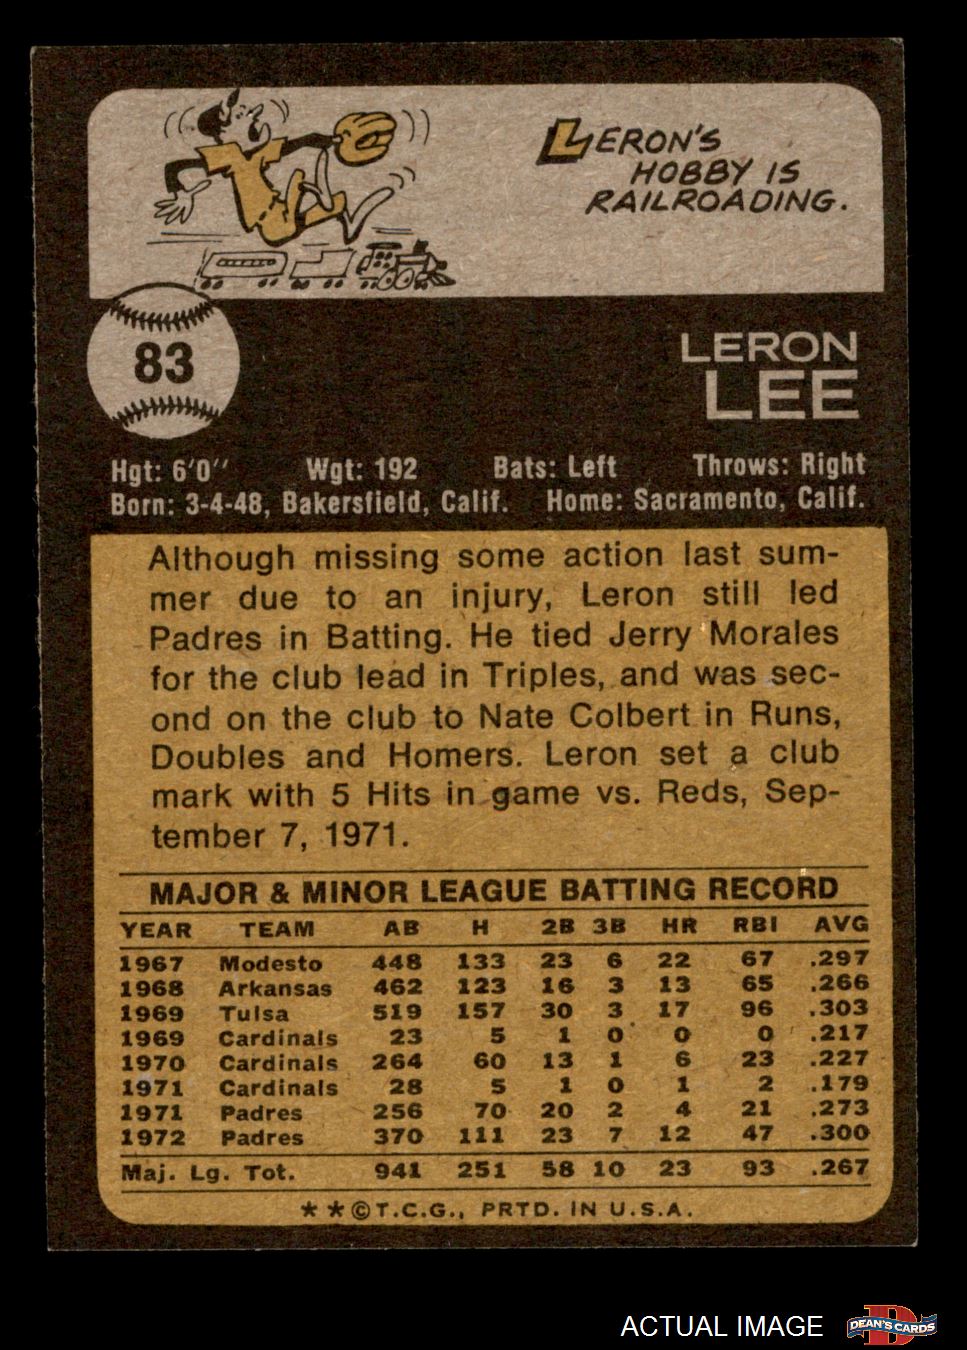 LERON'S
HOBBY IS
RAILROADING.
83
LERON
LEE
Hgt: 6'0" Wgt: 192 Bats: Left Throws: Right
Born: 3-4-48, Bakersfield, Calif. Home: Sacramento, Calif.
Although missing some action last sum-
mer due to an injury, Leron still led
Padres in Batting. He tied Jerry Morales
for the club lead in Triples, and was sec-
ond on the club to Nate Colbert in Runs,
Doubles and Homers. Leron set a club
mark with 5 Hits in game vs. Reds, Sep-
tember 7, 1971.
MAJOR & MINOR LEAGUE BATTING RECORD
YEAR TEAM AB H 2B 3B HR RBI AVG
1967 Modesto 448 133 23 6 22 67 .297
1968 Arkansas 462 123 16 3 13 65 .266
1969 Tulsa 519 157 30 3 17 96 .303
1969 Cardinals 23 5 1 0 0 0 .217
1970 Cardinals 264 60 13 1 6 23 .227
1971 Cardinals 28 5 1 0 1 2 .179
1971 Padres 256 70 20 2 4 21 .273
1972 Padres 370 111 23 7 12 47 .300
Maj. Lg. Tot. 941 251 58 10 23 93 .267
★ ★ © T.C.G., PRTD. IN U.S.A.
ACTUAL IMAGE
D
DEAN'S CARDS